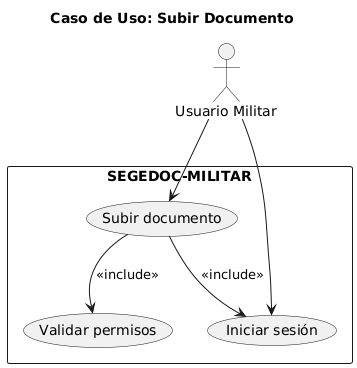 Caso de Uso: Subir Documento
Usuario Militar
SEGEDOC-MILITAR
Subir documento
«include»
«include»
Validar permisos
Iniciar sesión